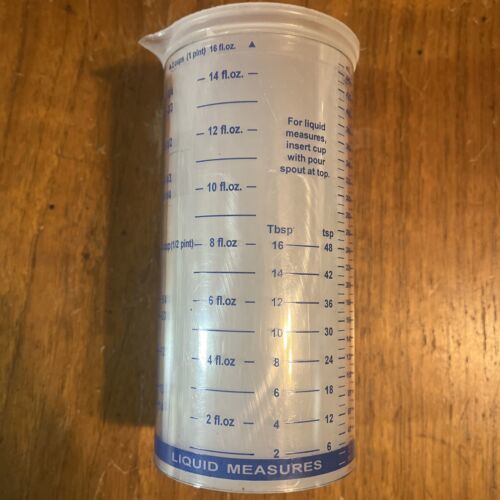 2 cups (1 pint) 16 fl.oz.
14 fl.oz.
12 fl.oz.
For liquid
measures,
insert cup
with pour
spout at top.
10 fl.oz.
Tbsp tsp
(1/2 pint) 8 fl.oz 16 48
14 42
6 fl.oz 12 36
10 30
4 fl.oz 8 24
6 18
2 fl.oz 4 12
2 6
LIQUID MEASURES